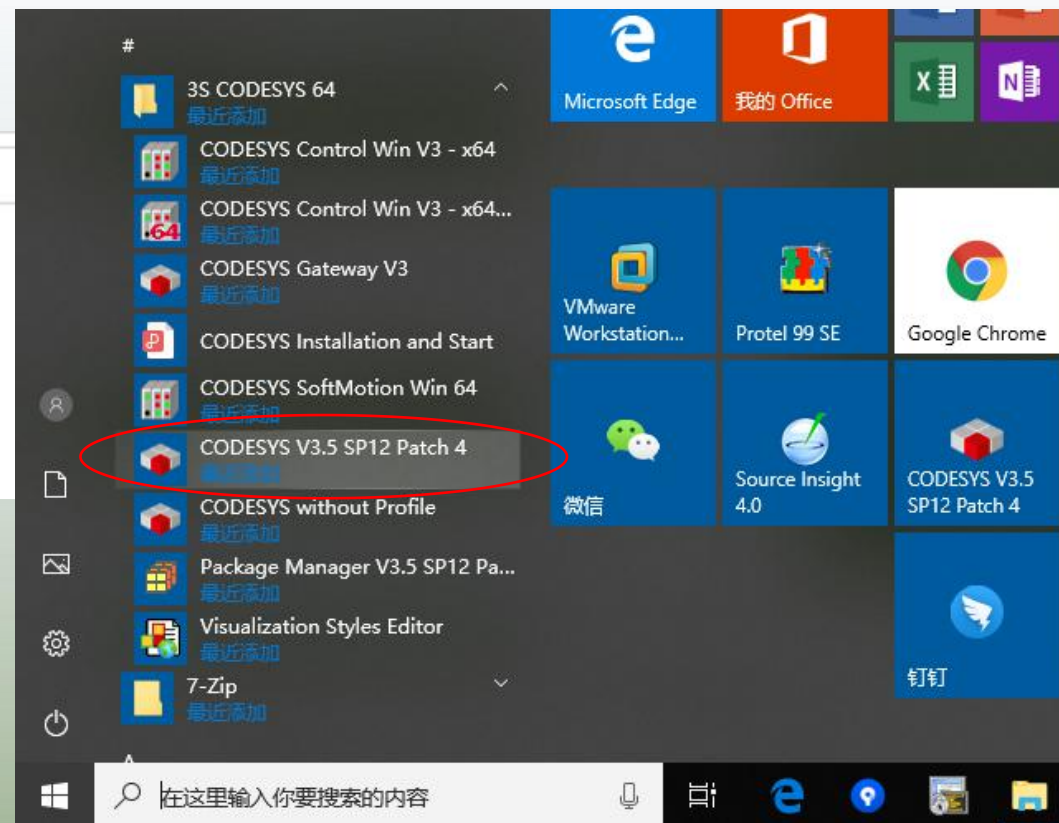 #
3S CODESYS 64
最近添加
CODESYS Control Win V3 - x64
最近添加
CODESYS Control Win V3 - x64...
64
最近添加
CODESYS Gateway V3
最近添加
CODESYS Installation and Start
CODESYS SoftMotion Win 64
最近添加
CODESYS V3.5 SP12 Patch 4
最近添加
CODESYS without Profile
最近添加
Package Manager V3.5 SP12 Pa...
最近添加
Visualization Styles Editor
最近添加
7-Zip
最近添加
Microsoft Edge
我的 Office
VMware
Workstation...
Protel 99 SE
Google Chrome
微信
Source Insight
4.0
CODESYS V3.5
SP12 Patch 4
钉钉
在这里输入你要搜索的内容